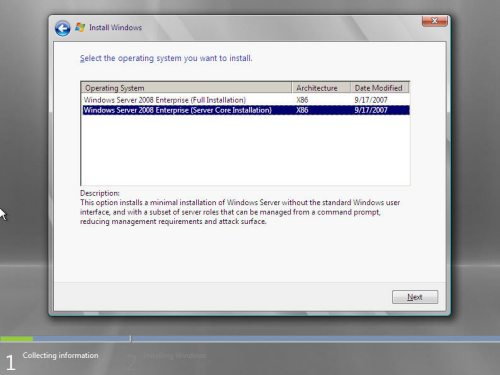 Install Windows
Select the operating system you want to install.
Operating System Architecture Date Modified
Windows Server 2008 Enterprise (Full Installation) X86 9/17/2007
Windows Server 2008 Enterprise (Server Core Installation) X86 9/17/2007
Description:
This option installs a minimal installation of Windows Server without the standard Windows user
interface, and with a subset of server roles that can be managed from a command prompt,
reducing management requirements and attack surface.
Next
1 Collecting information 2 Installing Windows